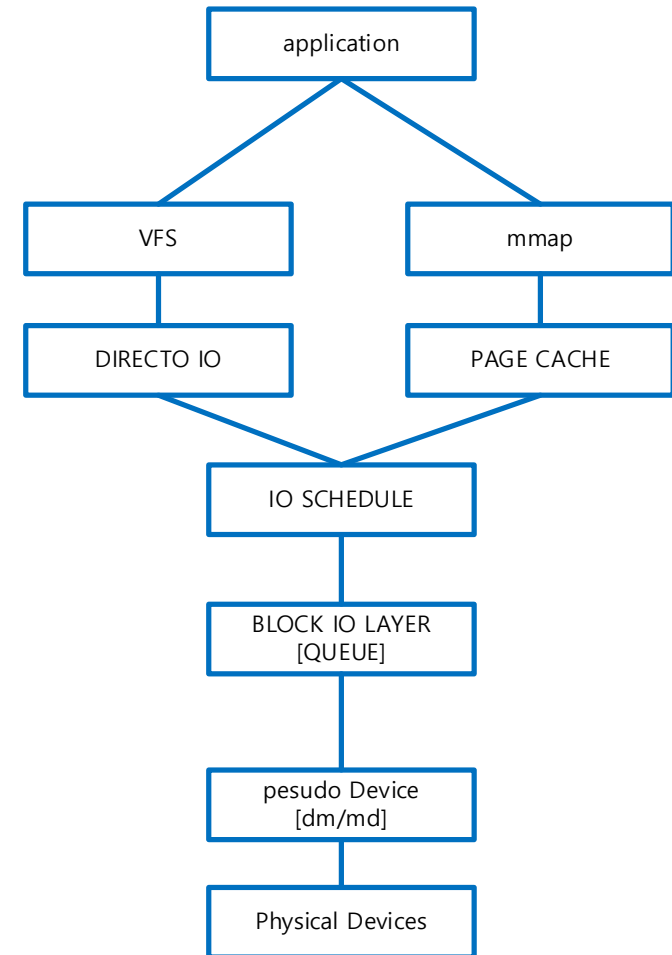 application
VFS
mmap
DIRECTO IO
PAGE CACHE
IO SCHEDULE
BLOCK IO LAYER
[QUEUE]
pesudo Device
[dm/md]
Physical Devices